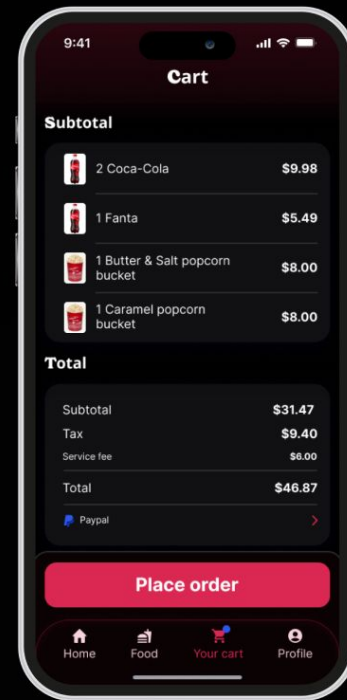 9:41
Cart
Subtotal
2 Coca-Cola $9.98
1 Fanta $5.49
1 Butter & Salt popcorn
bucket $8.00
1 Caramel popcorn
bucket $8.00
Total
Subtotal $31.47
Tax $9.40
Service fee $6.00
Total $46.87
Paypal
Place order
Home Food Your cart Profile